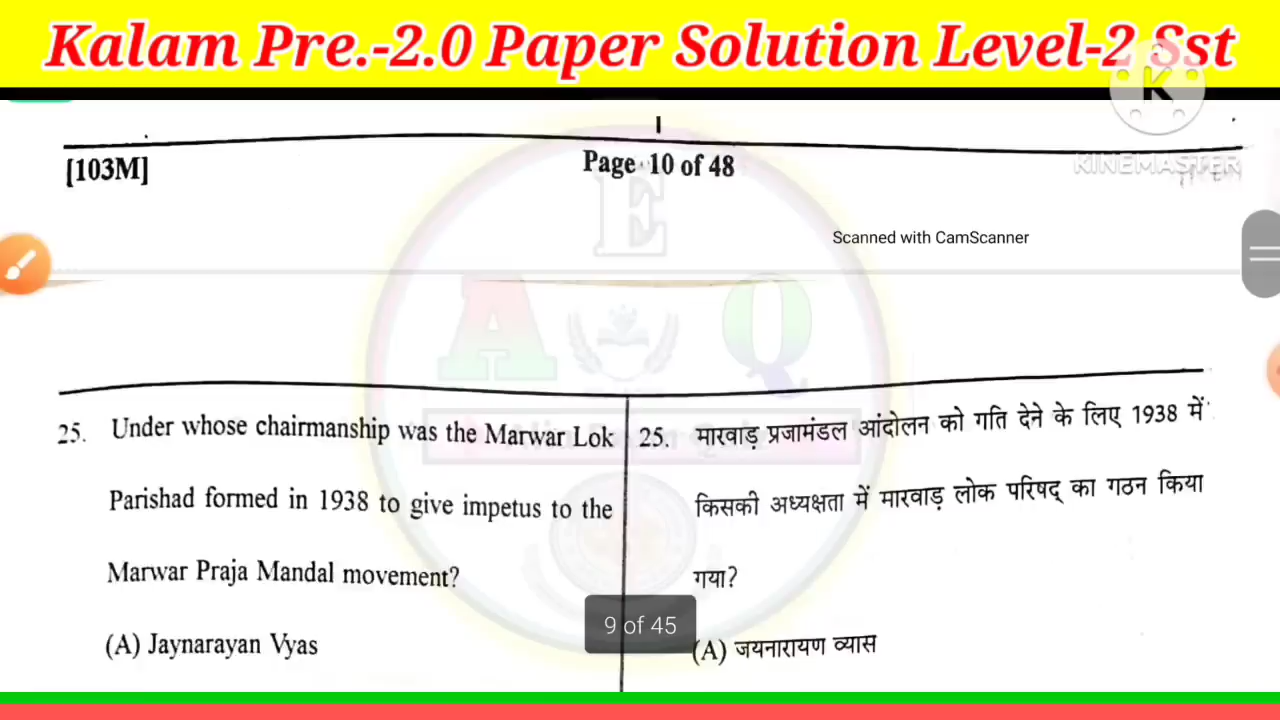 Kalam Pre.-2.0 Paper Solution Level-2 Sst
K
KINEMASTER
[103M]
Page 10 of 48
Scanned with CamScanner
E
A Q
25. Under whose chairmanship was the Marwar Lok
Parishad formed in 1938 to give impetus to the
Marwar Praja Mandal movement?
(A) Jaynarayan Vyas
25. मारवाड़ प्रजामंडल आंदोलन को गति देने के लिए 1938 में
किसकी अध्यक्षता में मारवाड़ लोक परिषद् का गठन किया
गया?
(A) जयनारायण व्यास
9 of 45